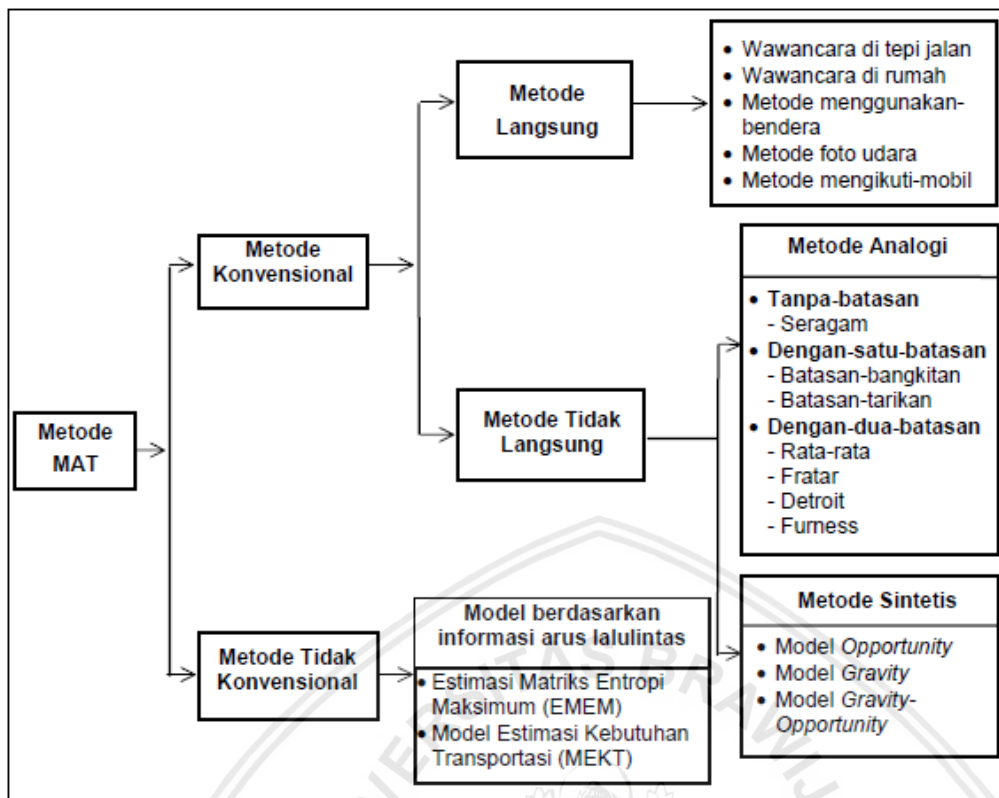 Metode
MAT
Metode
Konvensional
Metode Tidak
Konvensional
Metode
Langsung
Metode Tidak
Langsung
Model berdasarkan
informasi arus lalulintas
• Estimasi Matriks Entropi
Maksimum (EMEM)
• Model Estimasi Kebutuhan
Transportasi (MEKT)
• Wawancara di tepi jalan
• Wawancara di rumah
• Metode menggunakan-
bendera
• Metode foto udara
• Metode mengikuti-mobil
Metode Analogi
• Tanpa-batasan
- Seragam
• Dengan-satu-batasan
- Batasan-bangkitan
- Batasan-tarikan
• Dengan-dua-batasan
- Rata-rata
- Fratar
- Detroit
- Furness
Metode Sintetis
• Model Opportunity
• Model Gravity
• Model Gravity-
Opportunity